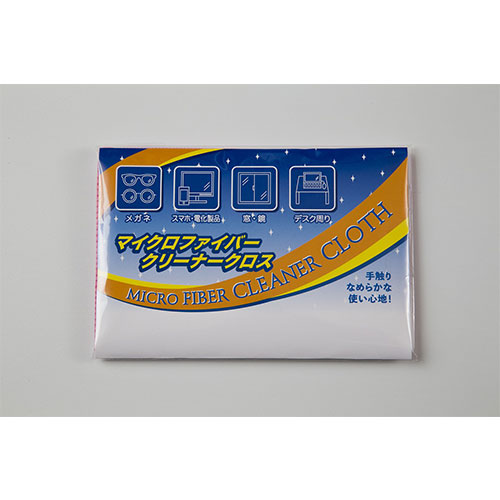 メガネ
スマホ・電化製品
窓・鏡
デスク周り
マイクロファイバー
クリーナークロス
MICRO FIBER CLEANER CLOTH
手触り
なめらかな
使い心地!